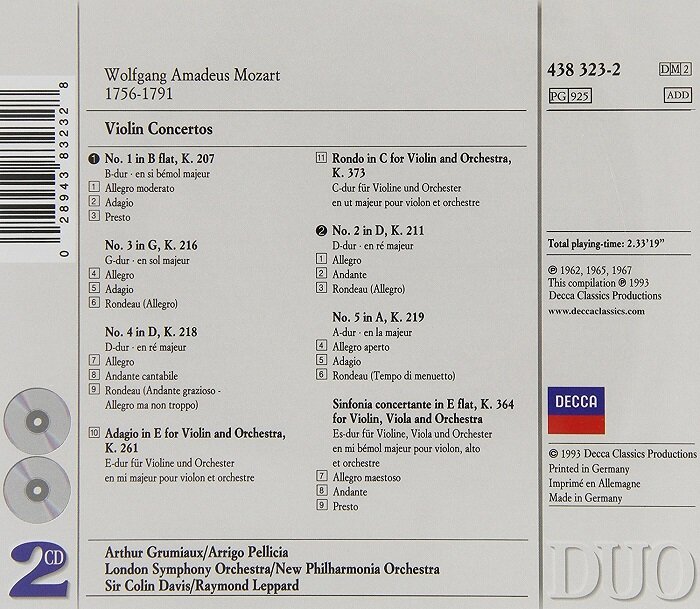 0 28943 83232 8
Wolfgang Amadeus Mozart
1756-1791
Violin Concertos
1 No. 1 in B flat, K. 207
B-dur · en si bémol majeur
1 Allegro moderato
2 Adagio
3 Presto
No. 3 in G, K. 216
G-dur · en sol majeur
4 Allegro
5 Adagio
6 Rondeau (Allegro)
No. 4 in D, K. 218
D-dur · en ré majeur
7 Allegro
8 Andante cantabile
9 Rondeau (Andante grazioso -
Allegro ma non troppo)
10 Adagio in E for Violin and Orchestra,
K. 261
E-dur für Violine und Orchester
en mi majeur pour violon et orchestre
11 Rondo in C for Violin and Orchestra,
K. 373
C-dur für Violine und Orchester
en ut majeur pour violon et orchestre
2 No. 2 in D, K. 211
D-dur · en ré majeur
1 Allegro
2 Andante
3 Rondeau (Allegro)
No. 5 in A, K. 219
A-dur · en la majeur
4 Allegro aperto
5 Adagio
6 Rondeau (Tempo di menuetto)
Sinfonia concertante in E flat, K. 364
for Violin, Viola and Orchestra
Es-dur für Violine, Viola und Orchester
en mi bémol majeur pour violon, alto
et orchestre
7 Allegro maestoso
8 Andante
9 Presto
Arthur Grumiaux/Arrigo Pellicia
London Symphony Orchestra/New Philharmonia Orchestra
Sir Colin Davis/Raymond Leppard
2 CD
438 323-2
DM 2
PG 925
ADD
Total playing-time: 2.33'19"
℗ 1962, 1965, 1967
This compilation ℗ 1993
Decca Classics Productions
www.deccaclassics.com
DECCA
© 1993 Decca Classics Productions
Printed in Germany
Imprimé en Allemagne
Made in Germany
DUO